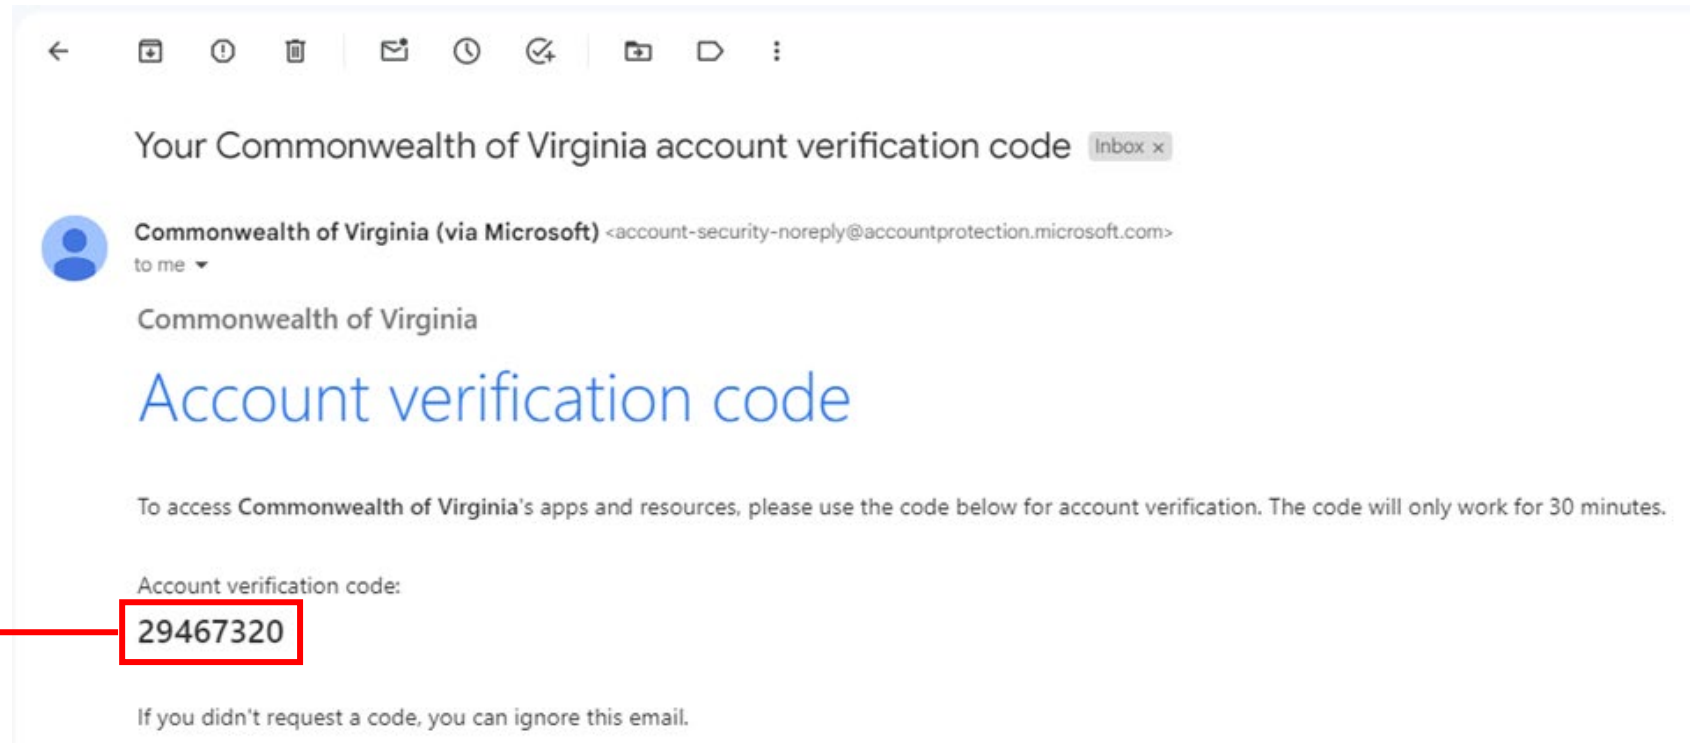 Your Commonwealth of Virginia account verification code Inbox ×
Commonwealth of Virginia (via Microsoft) <account-security-noreply@accountprotection.microsoft.com>
to me
Commonwealth of Virginia
Account verification code
To access Commonwealth of Virginia's apps and resources, please use the code below for account verification. The code will only work for 30 minutes.
Account verification code:
29467320
If you didn't request a code, you can ignore this email.